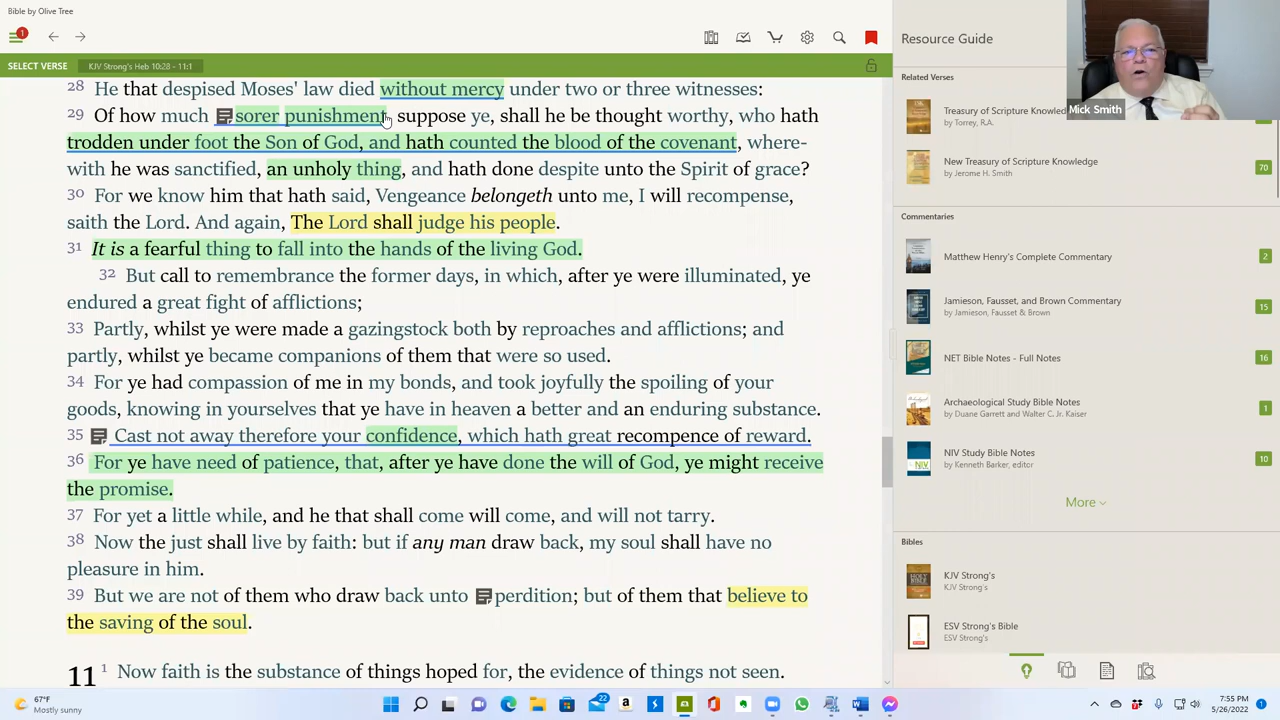 Bible by Olive Tree
1
SELECT VERSE KJV Strong's Heb 10:28 - 11:1
28 He that despised Moses' law died without mercy under two or three witnesses:
29 Of how much sorer punishment, suppose ye, shall he be thought worthy, who hath
trodden under foot the Son of God, and hath counted the blood of the covenant, where-
with he was sanctified, an unholy thing, and hath done despite unto the Spirit of grace?
30 For we know him that hath said, Vengeance belongeth unto me, I will recompense,
saith the Lord. And again, The Lord shall judge his people.
31 It is a fearful thing to fall into the hands of the living God.
32 But call to remembrance the former days, in which, after ye were illuminated, ye
endured a great fight of afflictions;
33 Partly, whilst ye were made a gazingstock both by reproaches and afflictions; and
partly, whilst ye became companions of them that were so used.
34 For ye had compassion of me in my bonds, and took joyfully the spoiling of your
goods, knowing in yourselves that ye have in heaven a better and an enduring substance.
35 Cast not away therefore your confidence, which hath great recompence of reward.
36 For ye have need of patience, that, after ye have done the will of God, ye might receive
the promise.
37 For yet a little while, and he that shall come will come, and will not tarry.
38 Now the just shall live by faith: but if any man draw back, my soul shall have no
pleasure in him.
39 But we are not of them who draw back unto perdition; but of them that believe to
the saving of the soul.
11 1 Now faith is the substance of things hoped for, the evidence of things not seen.
Resource Guide
Mick Smith
Related Verses
Treasury of Scripture Knowled
by Torrey, R.A.
New Treasury of Scripture Knowledge
by Jerome H. Smith
70
Commentaries
Matthew Henry's Complete Commentary
2
Jamieson, Fausset, and Brown Commentary
by Jamieson, Fausset & Brown
15
NET Bible Notes - Full Notes
16
Archaeological Study Bible Notes
by Duane Garrett and Walter C. Jr. Kaiser
1
NIV Study Bible Notes
by Kenneth Barker, editor
10
More
Bibles
KJV Strong's
KJV Strong's
ESV Strong's Bible
ESV Strong's
67°F
Mostly sunny
22
7:55 PM
5/26/2022